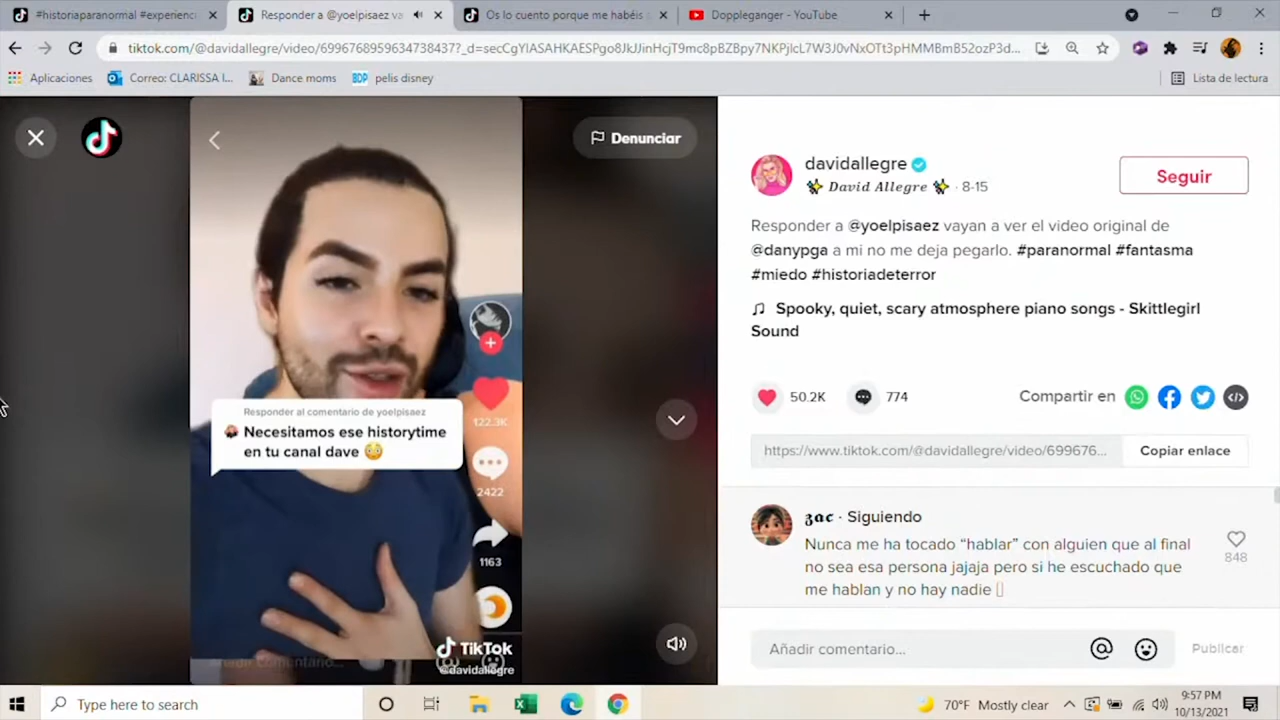 #historiaparanormal #experienc
Responder a @yoelpisaez va
Os lo cuento porque me habéis s
Doppleganger - YouTube
tiktok.com/@davidallegre/video/6996768959634738437?_d=secCgYIASAHKAESPgo8JkJJinHcjT9mc8pBZBpy7NKPjlcL7W3J0vNxOTt3pHMMBmB52ozP3d...
Aplicaciones
Correo: CLARISSA I...
Dance moms
BDP pelis disney
Lista de lectura
Denunciar
davidallegre
David Allegre · 8-15
Seguir
Responder a @yoelpisaez vayan a ver el video original de
@danypga a mi no me deja pegarlo. #paranormal #fantasma
#miedo #historiadeterror
Spooky, quiet, scary atmosphere piano songs - Skittlegirl
Sound
50.2K
774
Compartir en
https://www.tiktok.com/@davidallegre/video/699676...
Copiar enlace
zac · Siguiendo
Nunca me ha tocado “hablar” con alguien que al final
no sea esa persona jajaja pero si he escuchado que
me hablan y no hay nadie
848
Añadir comentario...
Publicar
Responder al comentario de yoelpisaez
Necesitamos ese historytime
en tu canal dave 😳
122.3K
2422
1163
TikTok
@davidallegre
Añadir comentario...
Type here to search
70°F Mostly clear
9:57 PM
10/13/2021